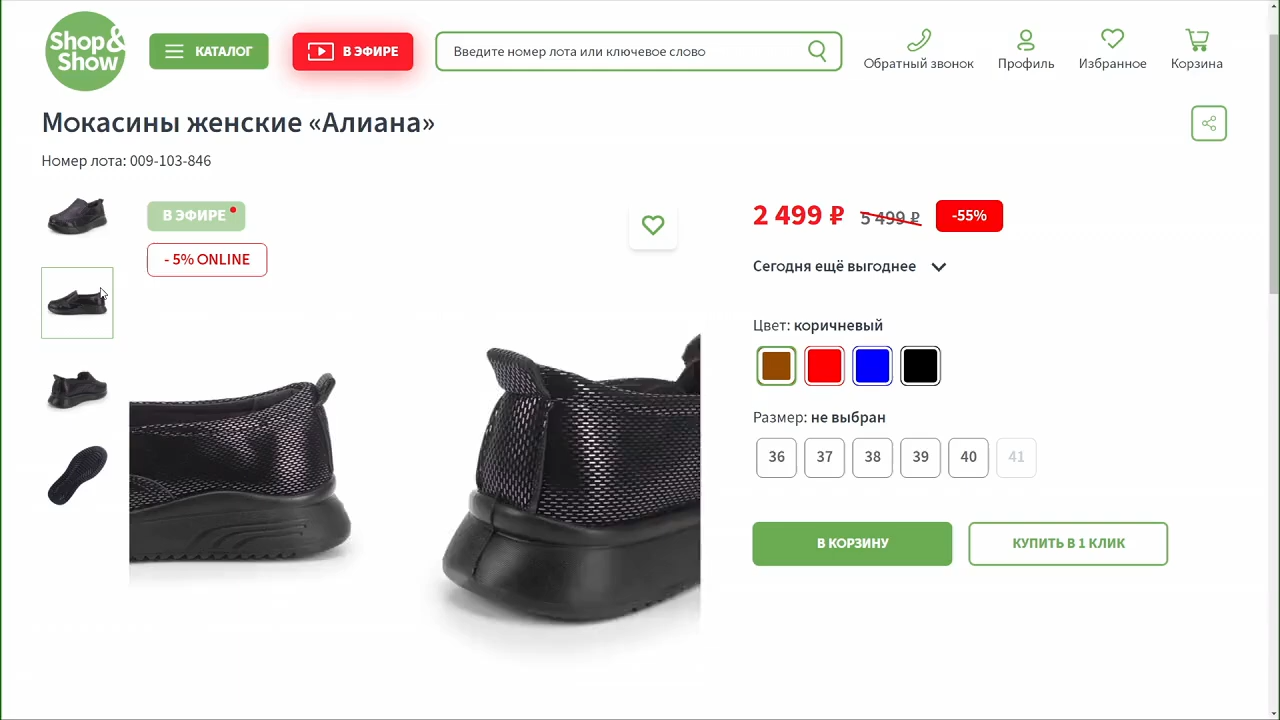 Shop&
Show
КАТАЛОГ
В ЭФИРЕ
Введите номер лота или ключевое слово
Обратный звонок
Профиль
Избранное
Корзина
Мокасины женские «Алиана»
Номер лота: 009-103-846
В ЭФИРЕ
- 5% ONLINE
2 499 ₽ 5 499 ₽ -55%
Сегодня ещё выгоднее
Цвет: коричневый
Размер: не выбран
36 37 38 39 40 41
В КОРЗИНУ
КУПИТЬ В 1 КЛИК